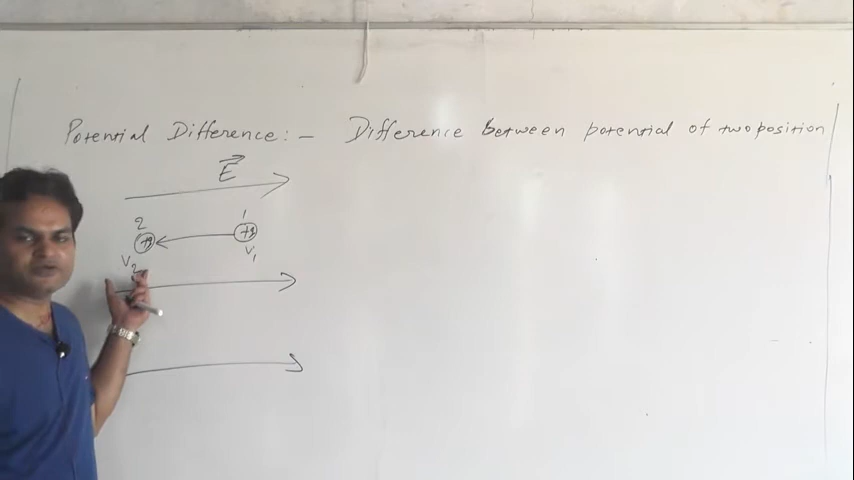 Potential Difference:- Difference between potential of two position
E
2 1
+q +q
V2 V1